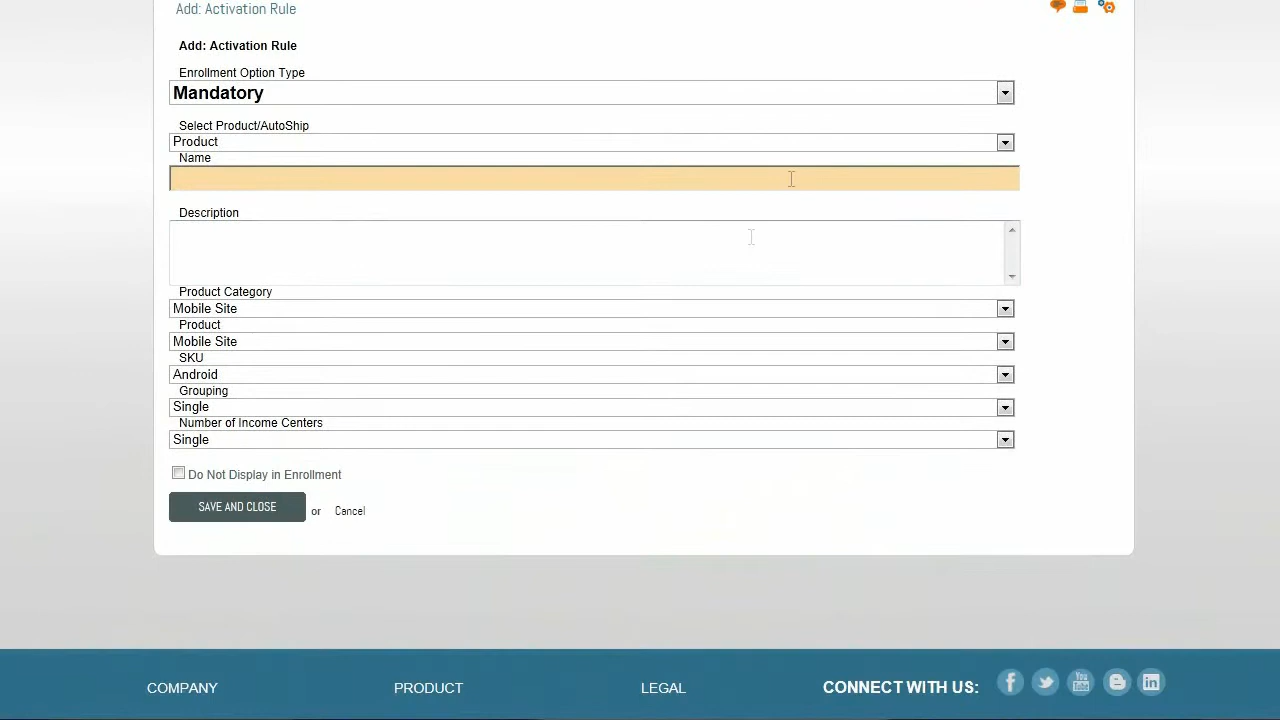 Add: Activation Rule
Add: Activation Rule
Enrollment Option Type
Mandatory
Select Product/AutoShip
Product
Name
Description
Product Category
Mobile Site
Product
Mobile Site
SKU
Android
Grouping
Single
Number of Income Centers
Single
Do Not Display in Enrollment
SAVE AND CLOSE or Cancel
COMPANY PRODUCT LEGAL CONNECT WITH US: